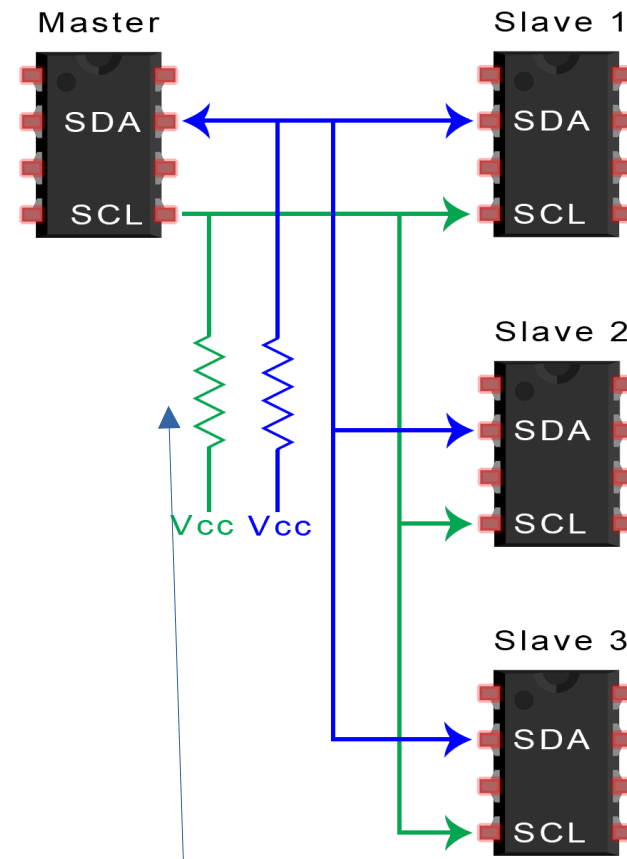 Master
SDA
SCL
Slave 1
SDA
SCL
Vcc
Vcc
Slave 2
SDA
SCL
Slave 3
SDA
SCL